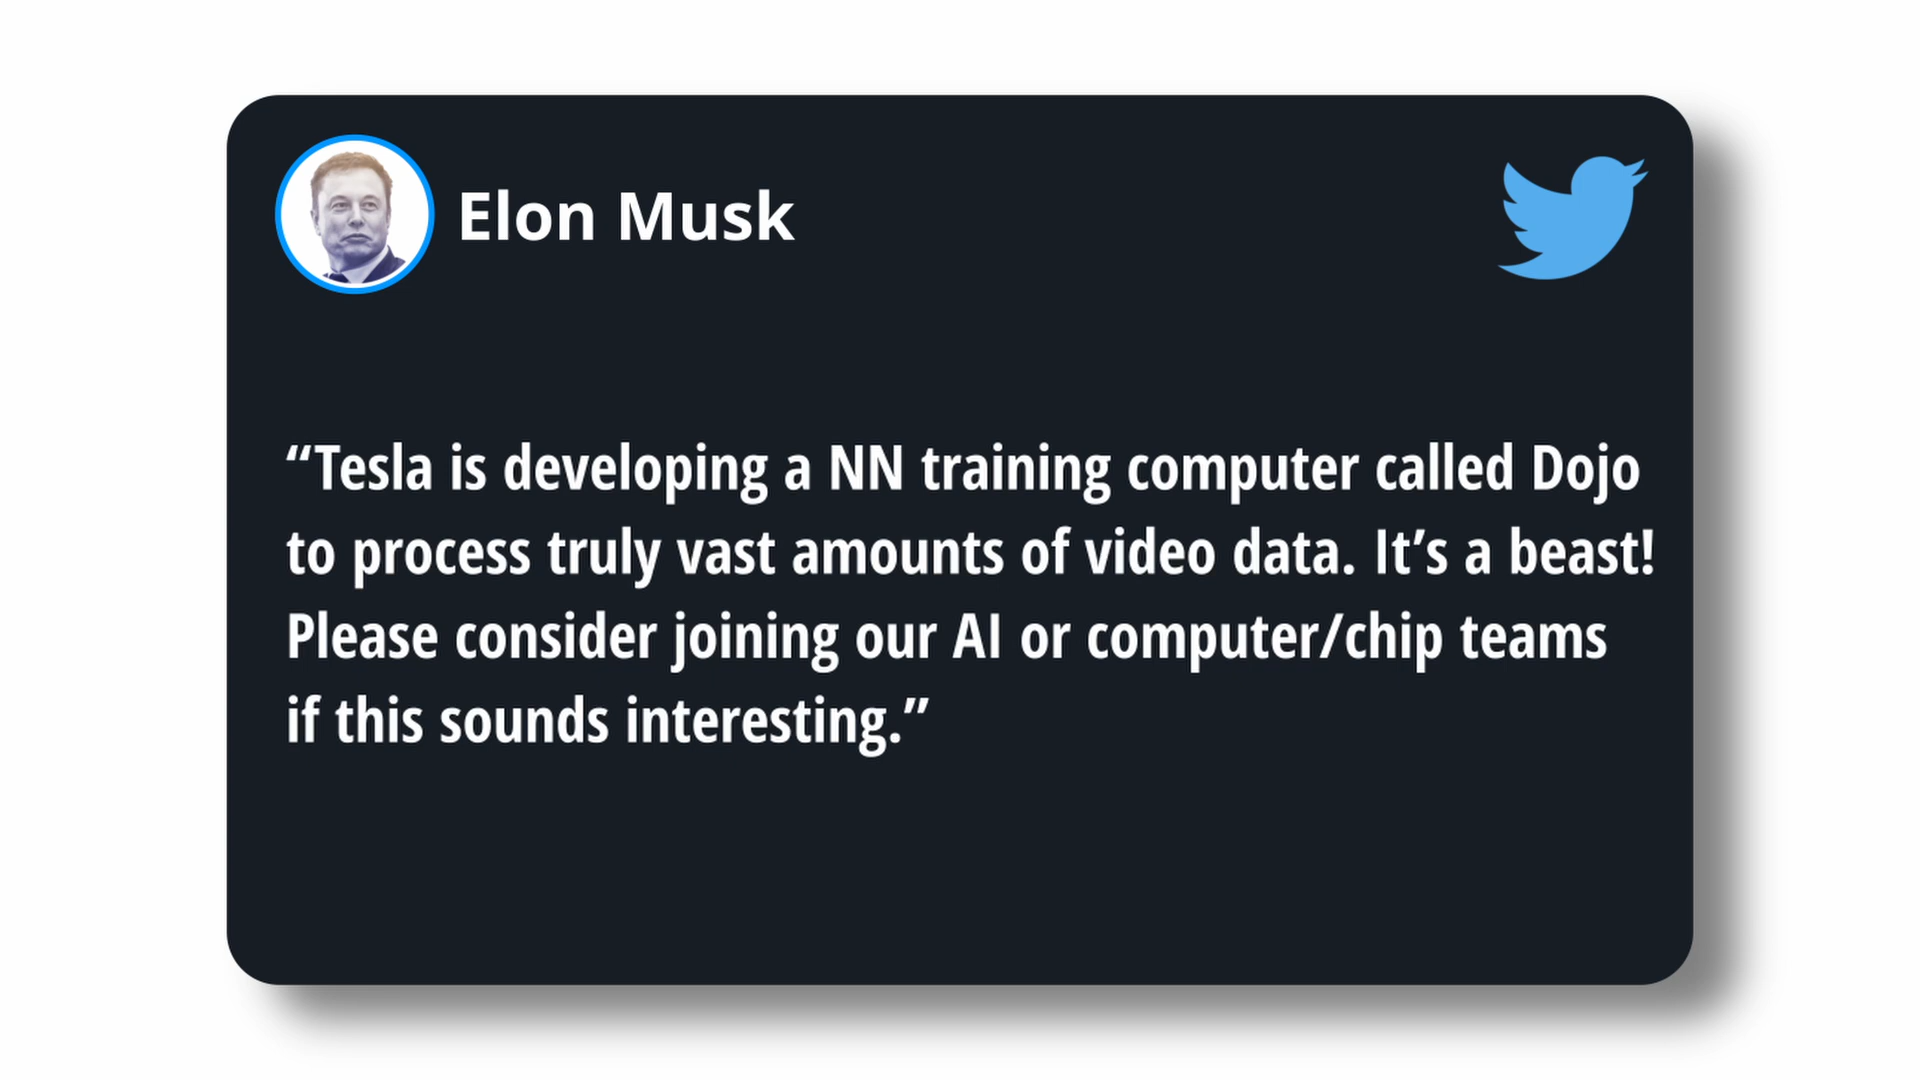 Elon Musk
“Tesla is developing a NN training computer called Dojo
to process truly vast amounts of video data. It’s a beast!
Please consider joining our AI or computer/chip teams
if this sounds interesting.”